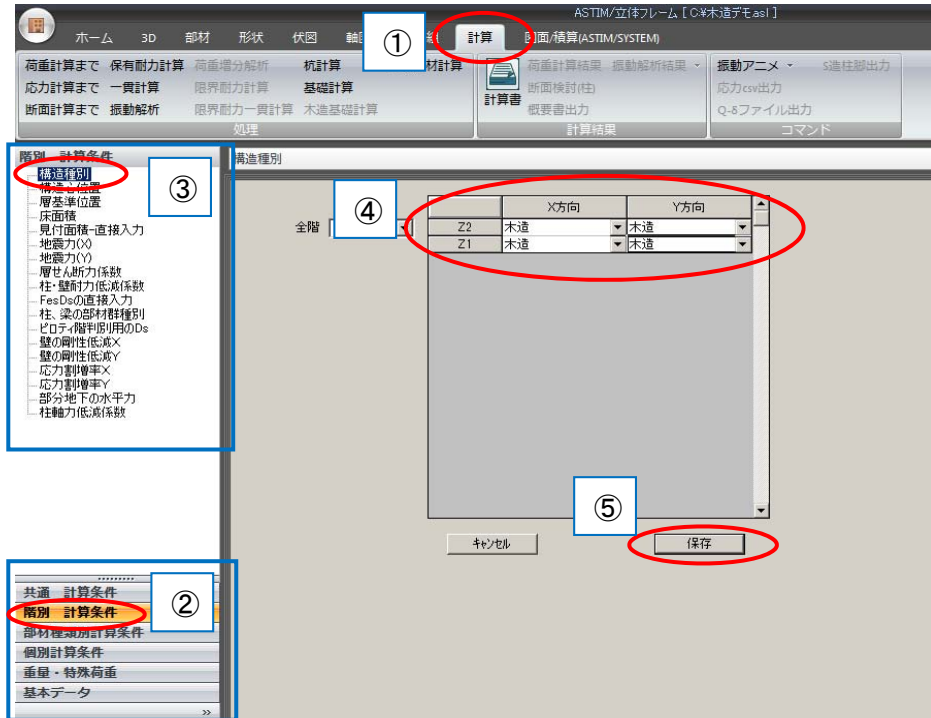 ASTIM/立体フレーム [ C:¥木造デモ.asl ]
ホーム 3D 部材 形状 伏図 ① 計算 図面/積算(ASTIM/SYSTEM)
荷重計算まで 保有耐力計算 荷重増分解析 杭計算 材計算 荷重計算結果 振動解析結果 振動アニメ S造柱脚出力
応力計算まで 一貫計算 限界耐力計算 基礎計算 計算書 断面検討(柱) 応力csv出力
断面計算まで 振動解析 限界耐力一貫計算 木造基礎計算 概要書出力 Q-δファイル出力
処理 計算結果 コマンド
階別 計算条件
③
構造種別
構造心位置
層基準位置
床面積
見付面積-直接入力
地震力(X)
地震力(Y)
層せん断力係数
柱・壁耐力低減係数
FesDsの直接入力
柱、梁の部材群種別
ピロティ階判別用のDs
壁の剛性低減X
壁の剛性低減Y
応力割増率X
応力割増率Y
部分地下の水平力
柱軸力低減係数
構造種別
④
全階
X方向 Y方向
Z2 木造 木造
Z1 木造 木造
⑤
キャンセル 保存
②
共通 計算条件
階別 計算条件
部材種類別計算条件
個別計算条件
重量・特殊荷重
基本データ
»